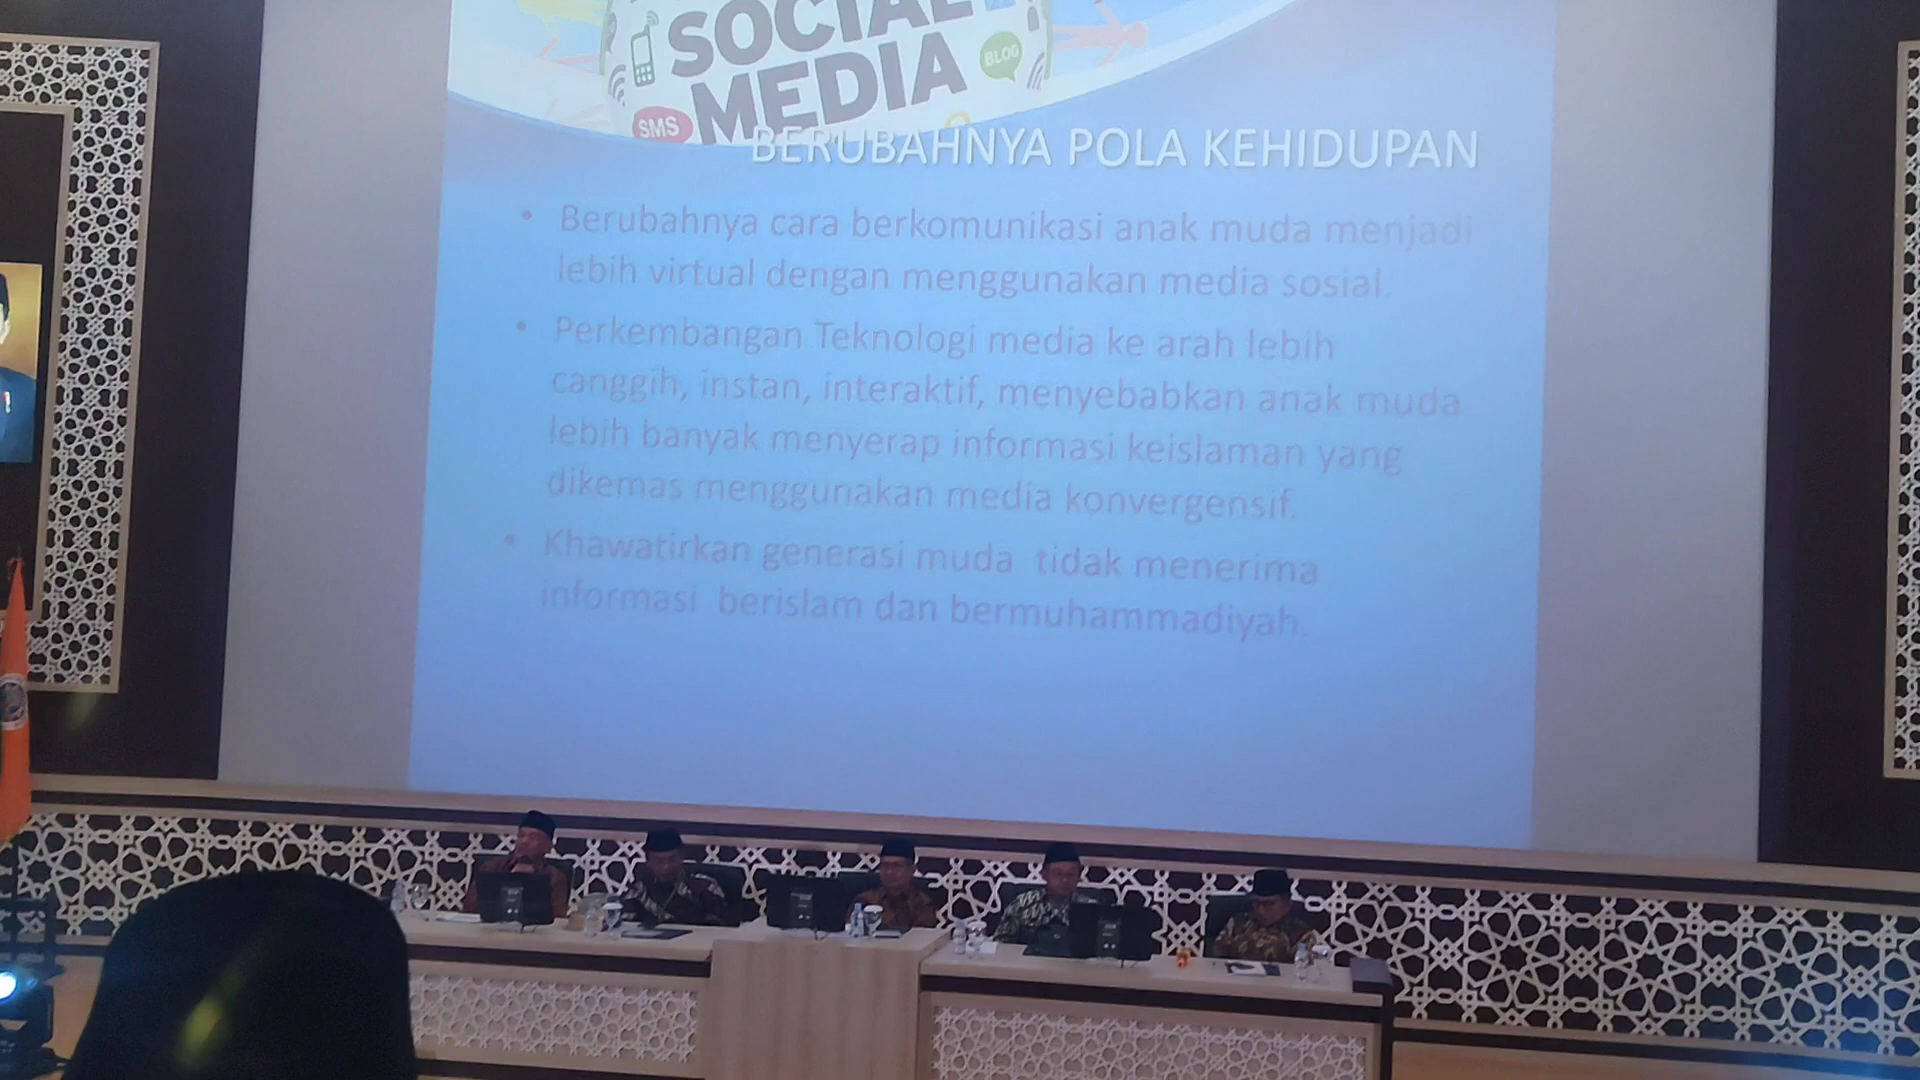 SOCIAL
MEDIA
BLOG
SMS
BERUBAHNYA POLA KEHIDUPAN
• Berubahnya cara berkomunikasi anak muda menjadi
lebih virtual dengan menggunakan media sosial.
• Perkembangan Teknologi media ke arah lebih
canggih, instan, interaktif, menyebabkan anak muda
lebih banyak menyerap informasi keislaman yang
dikemas menggunakan media konvergensif.
• Khawatirkan generasi muda tidak menerima
informasi berislam dan bermuhammadiyah.